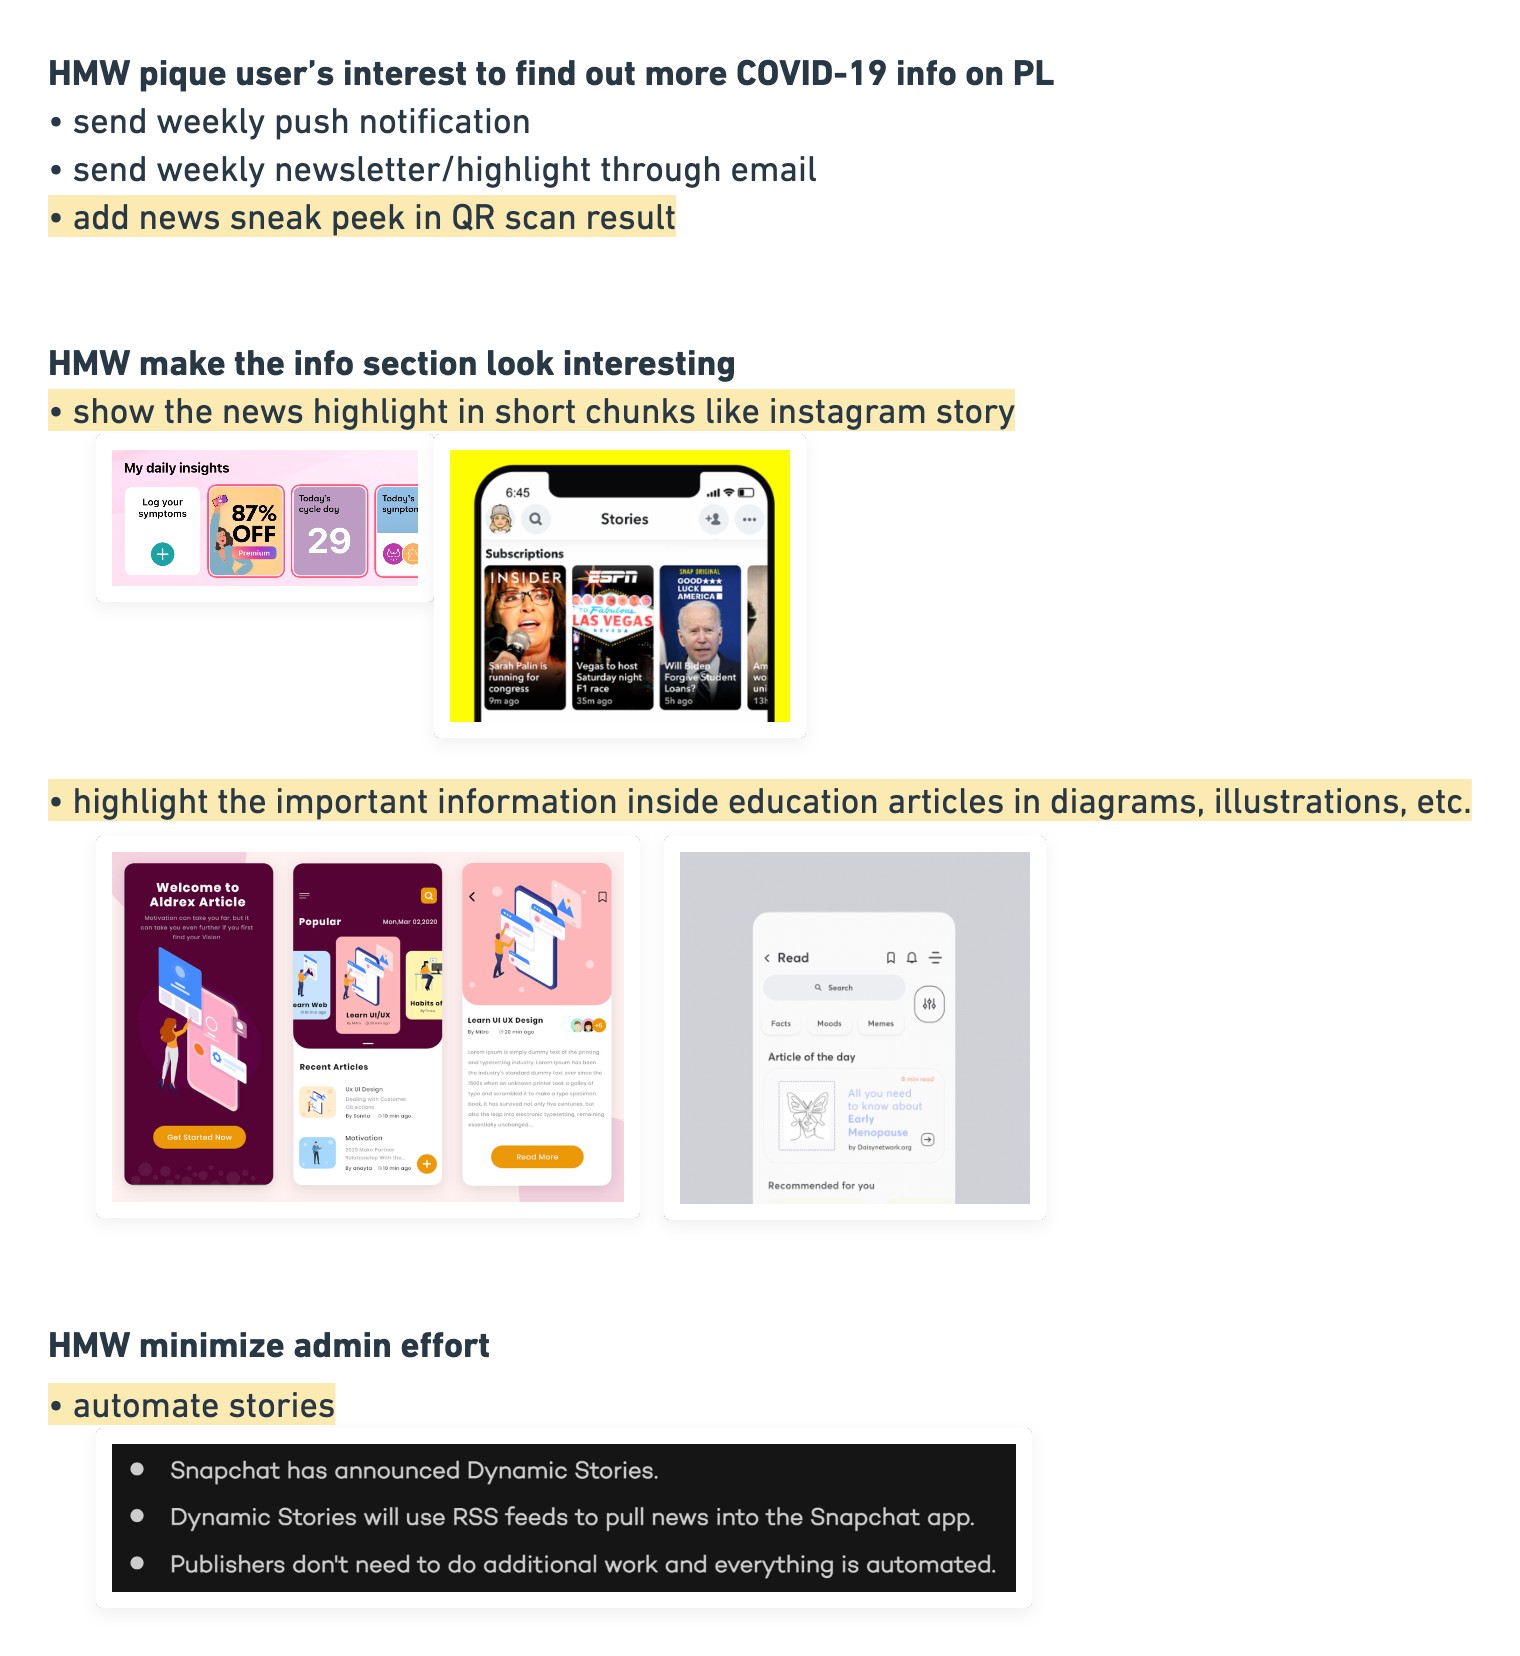 HMW pique user’s interest to find out more COVID-19 info on PL
• send weekly push notification
• send weekly newsletter/highlight through email
• add news sneak peek in QR scan result
HMW make the info section look interesting
• show the news highlight in short chunks like instagram story
My daily insights
Log your
symptoms
87%
OFF
Premium
Today's
cycle day
29
Today's
6:45
Stories
Subscriptions
INSIDER
Sarah Palin is
running for
congress
9m ago
ESPN
Fabulous
LAS VEGAS
NEVADA
Vegas to host
Saturday night
F1 race
35m ago
SNAP ORIGINAL
GOOD★★★
LUCK
AMERICA
Will Biden
Forgive Student
Loans?
5h ago
• highlight the important information inside education articles in diagrams, illustrations, etc.
Welcome to
Aldrex Article
Motivation can take you far, but it
can take you even further if you first
find your Vision
Get Started Now
Popular
Mon,Mar 02,2020
earn Web
Learn UI/UX
By Mitro 20 min ago
Habits of
Recent Articles
Ux UI Design
Dealing with Customer
Objections
By Sonita 10 min ago
Motivation
2020 Make Partner
Relationship With the...
By anayta 19 min ago
Learn UI UX Design
By Mitro 20 min ago
+6
Lorem Ipsum is simply dummy text of the printing
and typesetting industry. Lorem Ipsum has been
the industry's standard dummy text ever since the
1500s when an unknown printer took a galley of
type and scrambled it to make a type specimen
book, it has survived not only five centuries, but
also the leap into electronic typesetting, remaining
essentially unchanged...
Read More
Read
Search
Facts
Moods
Memes
Article of the day
8 min read
All you need
to know about
Early
Menopause
by Daisynetwork.org
Recommended for you
HMW minimize admin effort
• automate stories
Snapchat has announced Dynamic Stories.
Dynamic Stories will use RSS feeds to pull news into the Snapchat app.
Publishers don't need to do additional work and everything is automated.